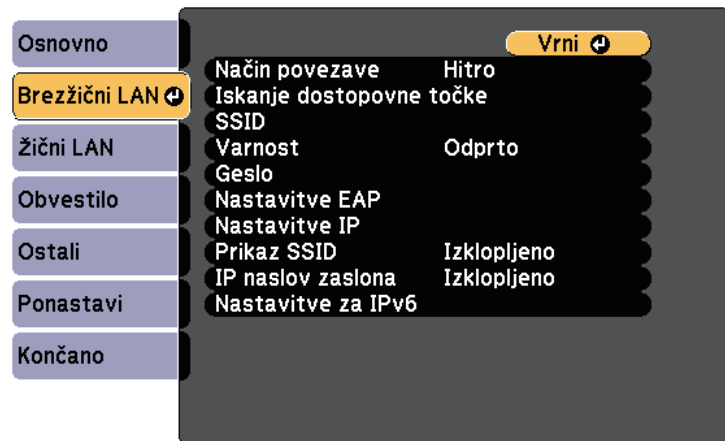 Osnovno
Brezžični LAN
Žični LAN
Obvestilo
Ostali
Ponastavi
Končano
Vrni
Način povezave Hitro
Iskanje dostopovne točke
SSID
Varnost Odprto
Geslo
Nastavitve EAP
Nastavitve IP
Prikaz SSID Izklopljeno
IP naslov zaslona Izklopljeno
Nastavitve za IPv6